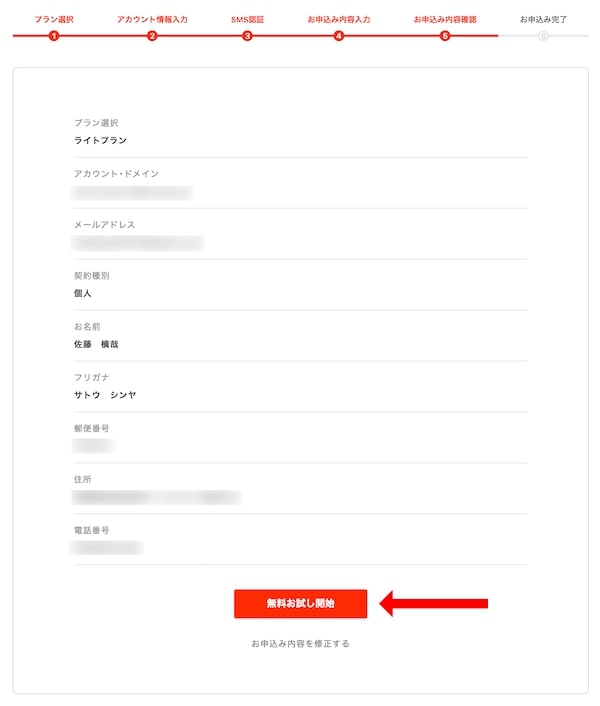 プラン選択
アカウント情報入力
SMS認証
お申込み内容入力
お申込み内容確認
お申込み完了
1
2
3
4
5
6
プラン選択
ライトプラン
アカウント・ドメイン
メールアドレス
契約種別
個人
お名前
佐藤　槙哉
フリガナ
サトウ　シンヤ
郵便番号
住所
電話番号
無料お試し開始
お申込み内容を修正する